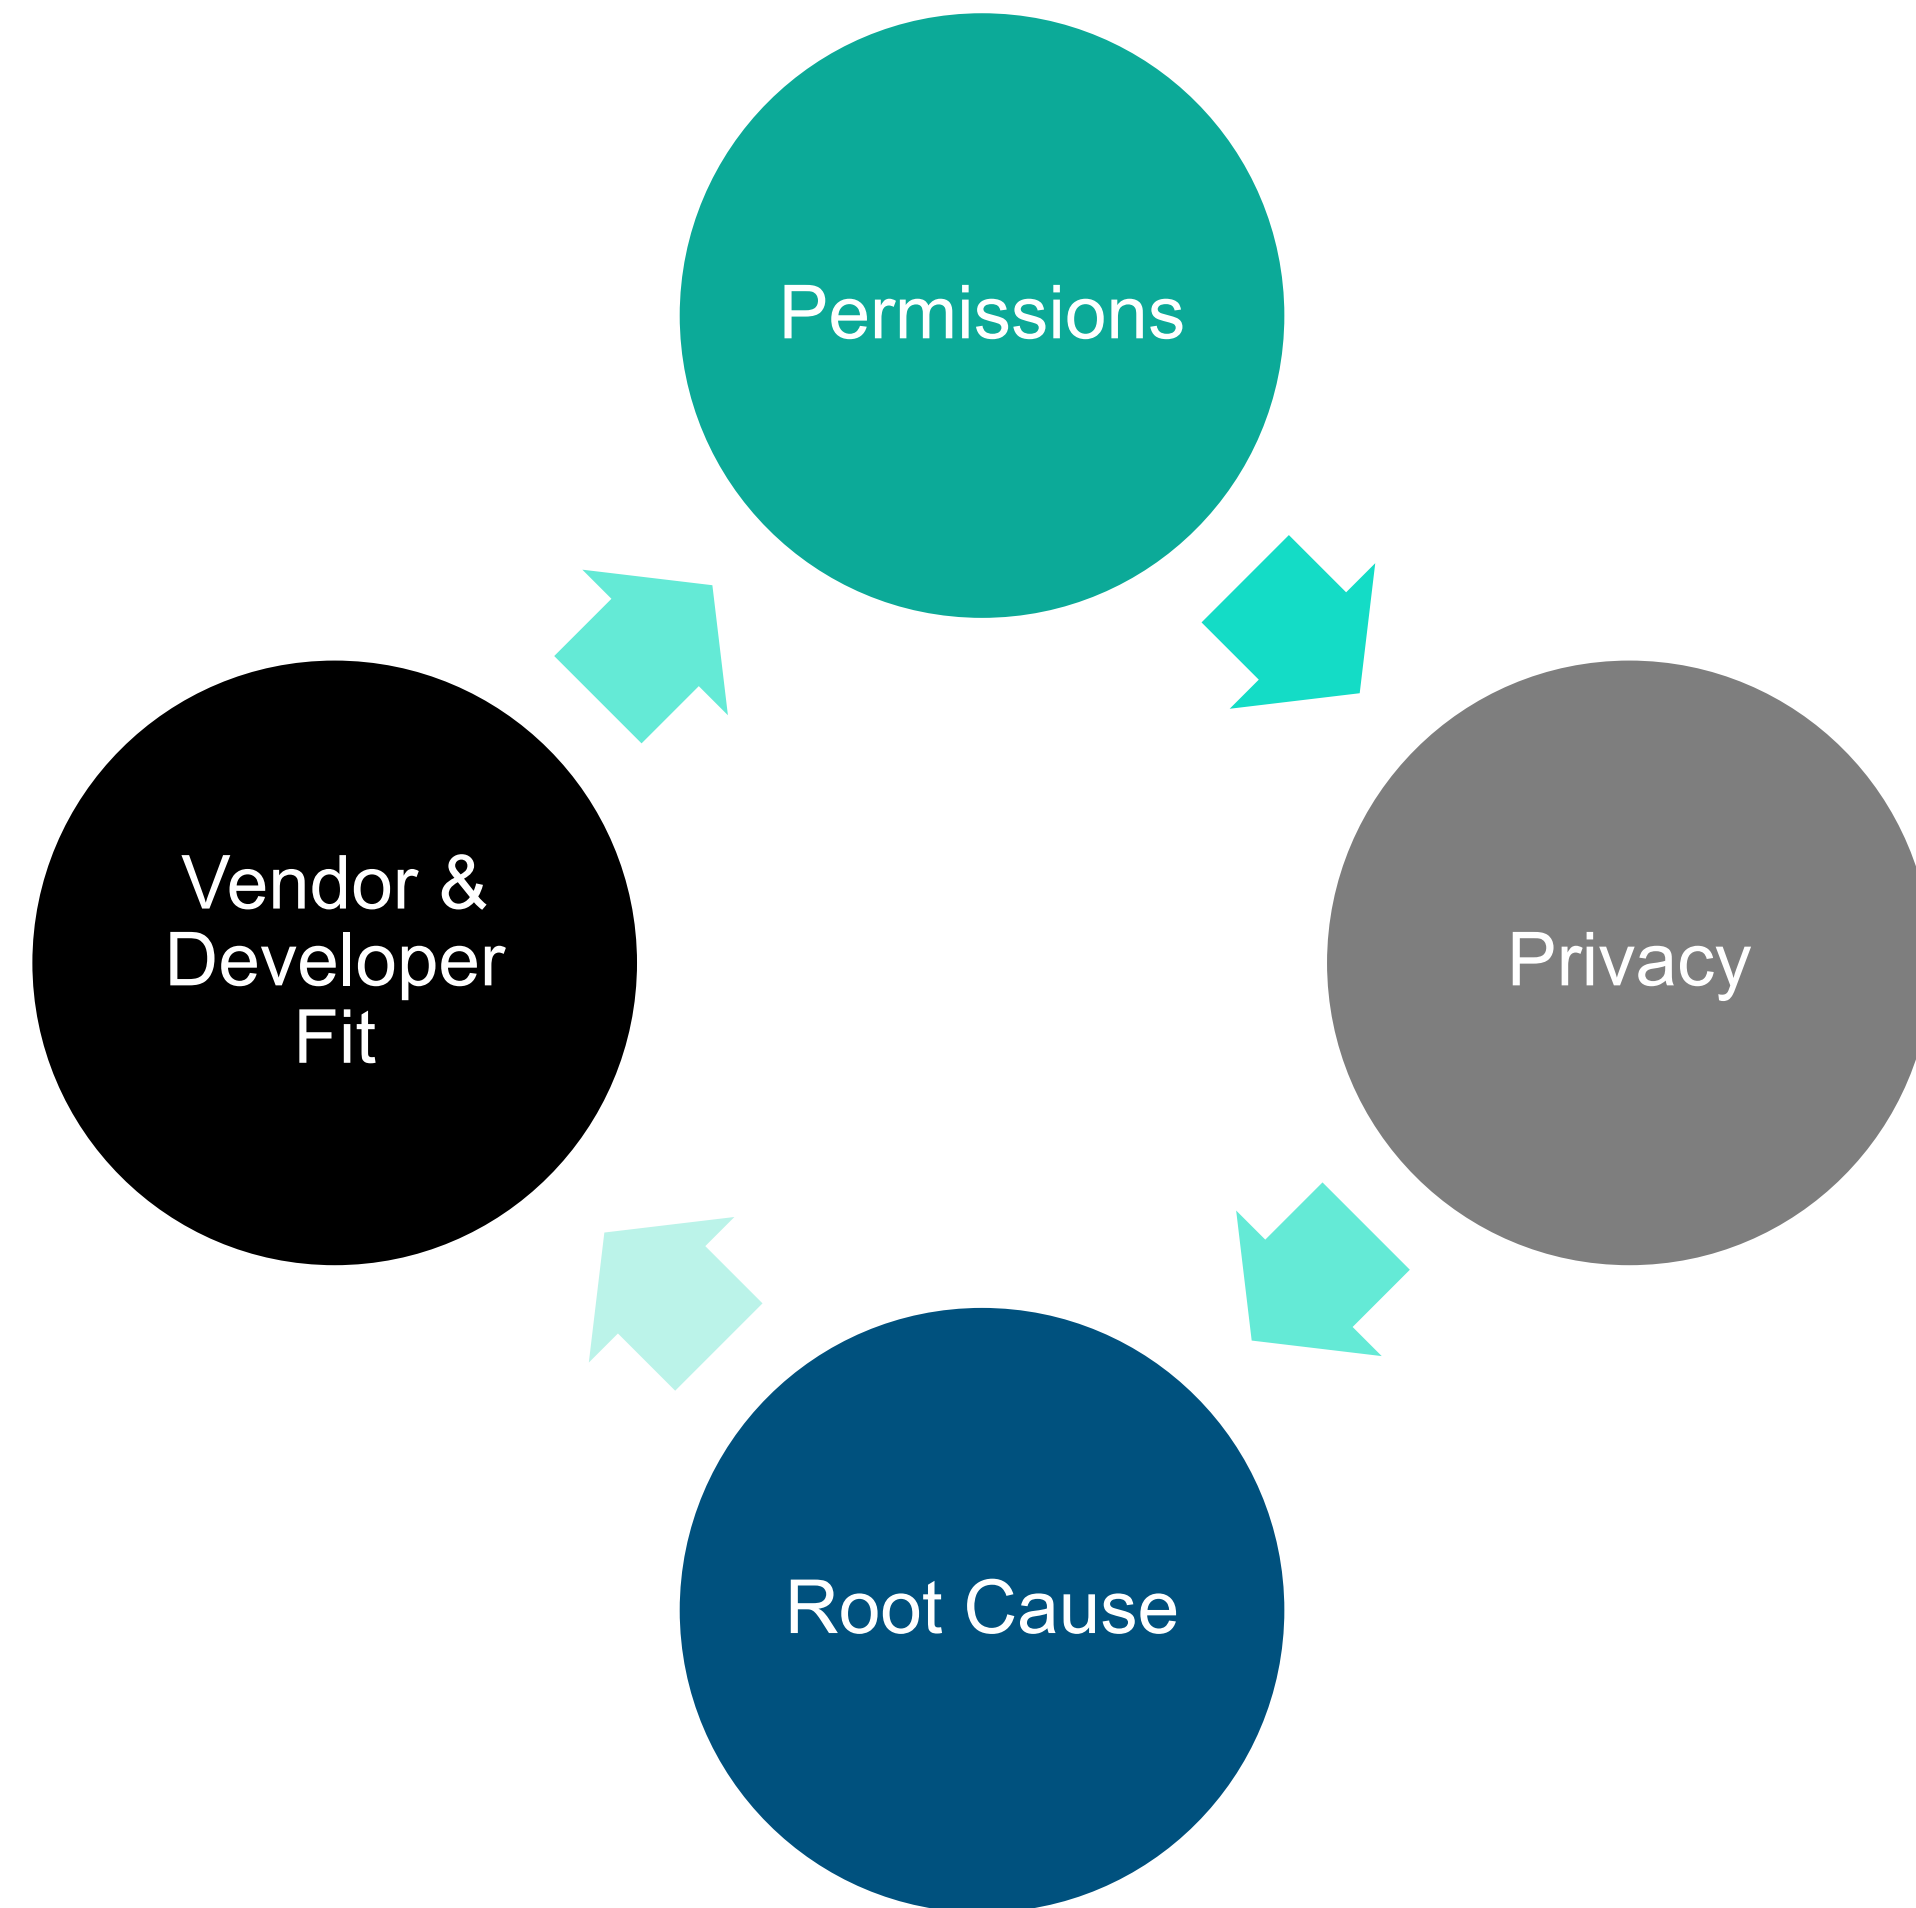 Permissions
Vendor &
Developer
Fit
Privacy
Root Cause